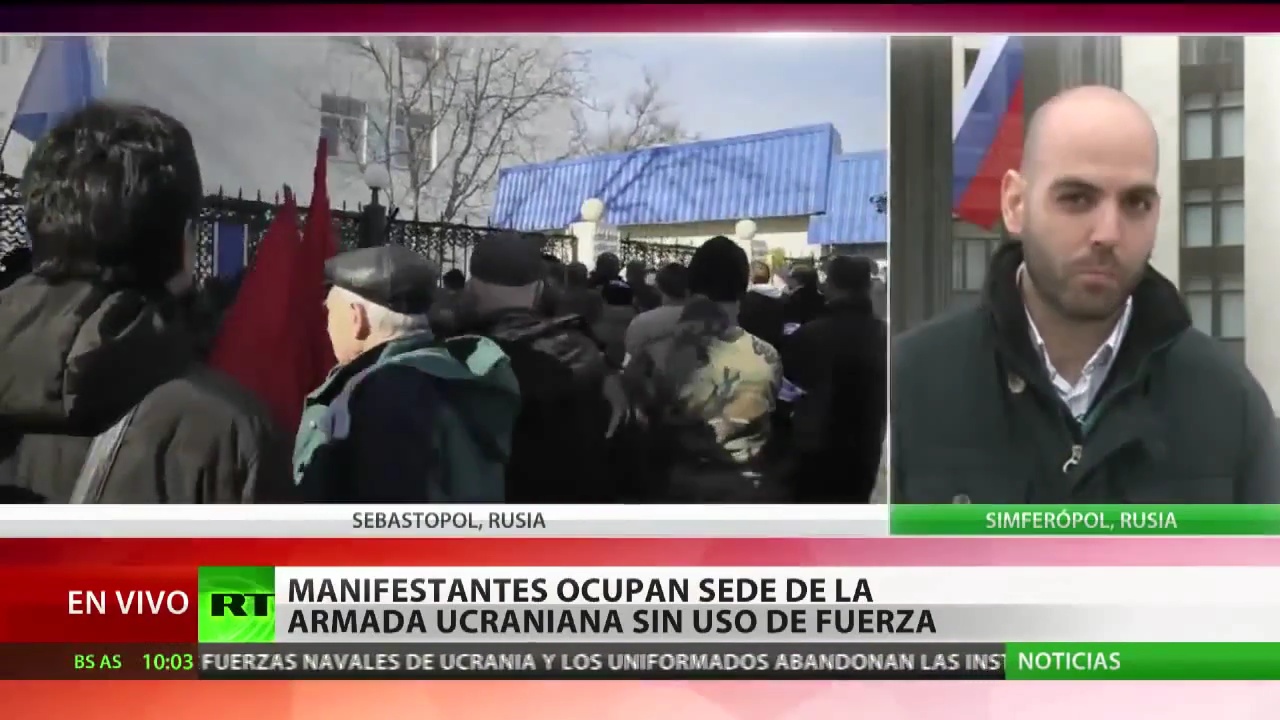 SEBASTOPOL, RUSIA
SIMFERÓPOL, RUSIA
EN VIVO
RT
MANIFESTANTES OCUPAN SEDE DE LA
ARMADA UCRANIANA SIN USO DE FUERZA
BS AS 10:03
FUERZAS NAVALES DE UCRANIA Y LOS UNIFORMADOS ABANDONAN LAS INST
NOTICIAS